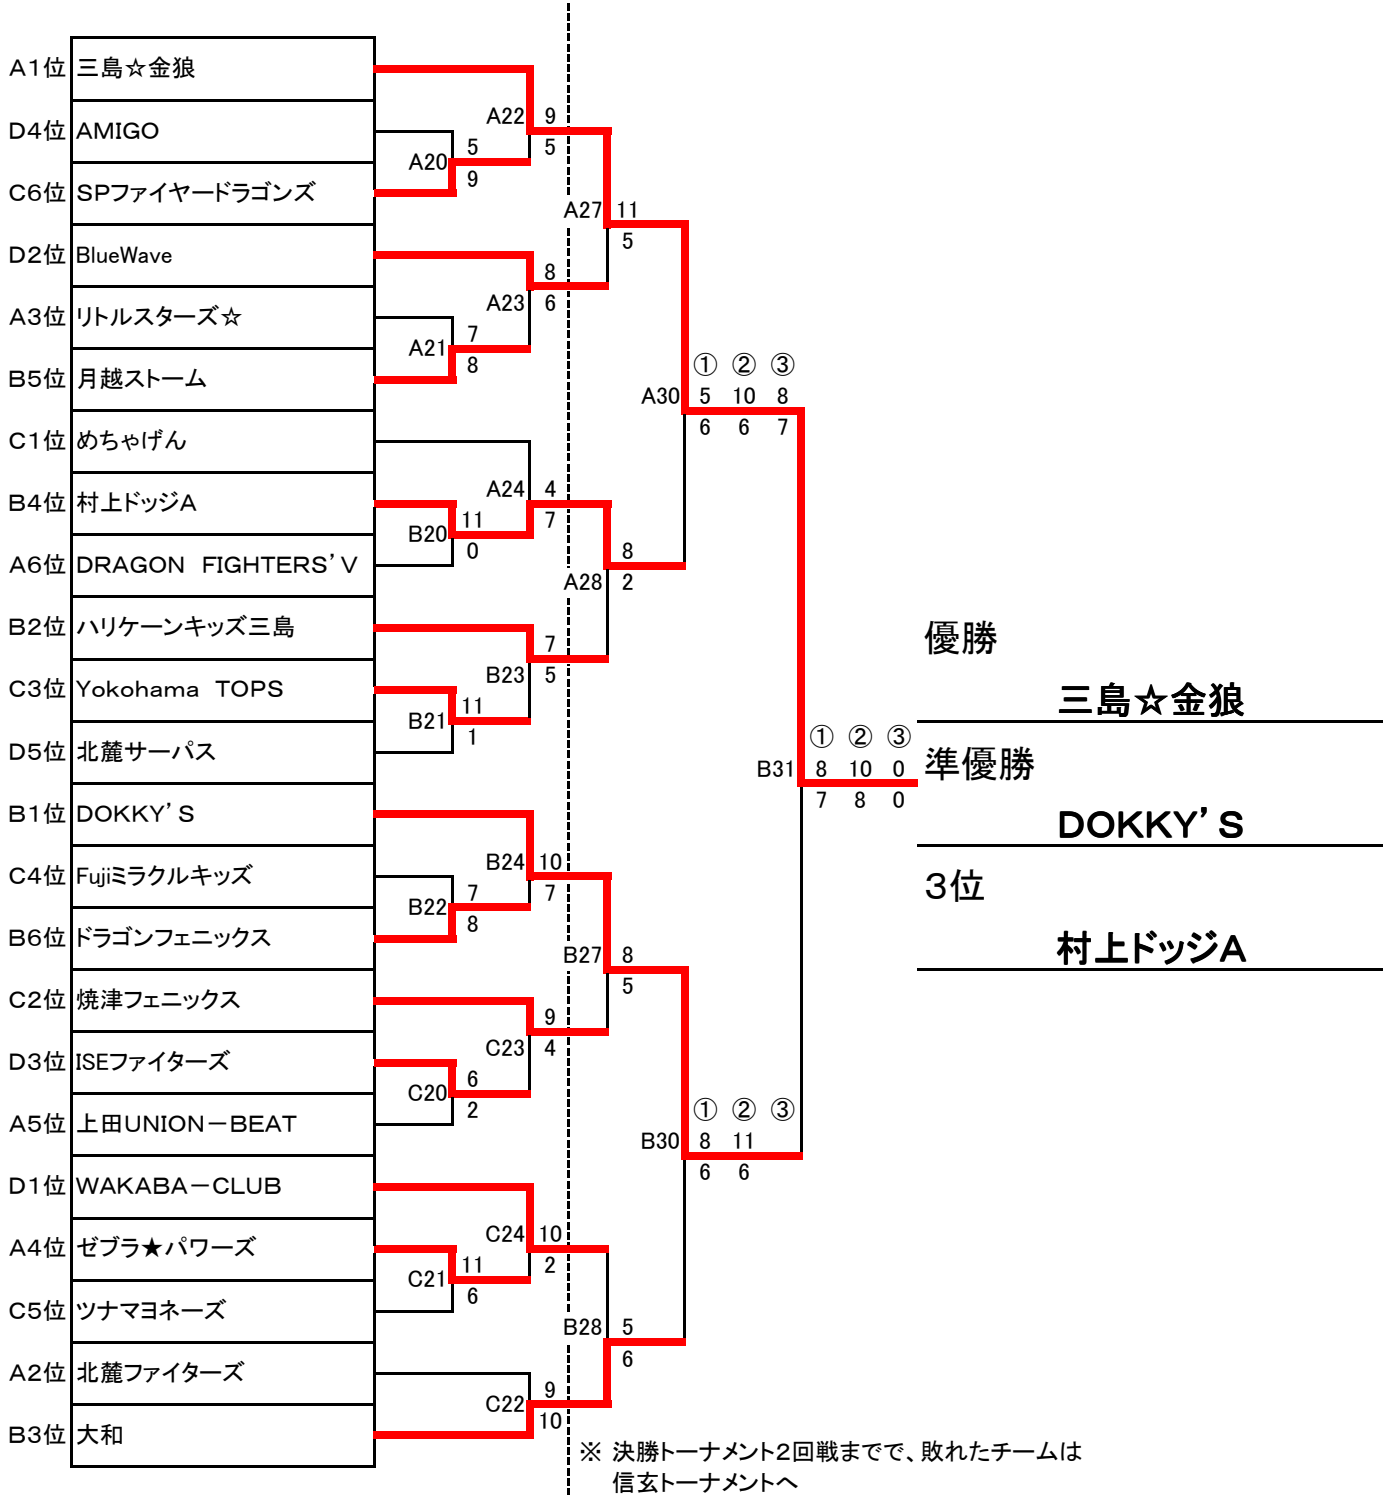 A1位 三島☆金狼
A22 9
D4位 AMIGO
5 5
A20
9
C6位 SPファイヤードラゴンズ
A27 11
5
D2位 BlueWave
8
A23 6
A3位 リトルスターズ☆
7
A21
8
① ② ③
B5位 月越ストーム
A30 5 10 8
6 6 7
C1位 めちゃげん
A24 4
B4位 村上ドッジA
11 7
B20
0 8
A6位 DRAGON FIGHTERS'V
A28 2
B2位 ハリケーンキッズ三島
7 優勝
B23 5
C3位 Yokohama TOPS
三島☆金狼
11
B21
1 ① ② ③
D5位 北麓サーパス
B31 8 10 0 準優勝
7 8 0
B1位 DOKKY'S
DOKKY'S
B24 10
C4位 Fujiミラクルキッズ
7 7 3位
B22
8
B6位 ドラゴンフェニックス
村上ドッジA
B27 8
5
C2位 焼津フェニックス
9
C23 4
D3位 ISEファイターズ
6
C20
2 ① ② ③
A5位 上田UNION-BEAT
B30 8 11
6 6
D1位 WAKABA-CLUB
C24 10
A4位 ゼブラ★パワーズ
11 2
C21
6
C5位 ツナマヨネーズ
B28 5
6
A2位 北麓ファイターズ
9
C22
10
B3位 大和
※ 決勝トーナメント2回戦までで、敗れたチームは
信玄トーナメントへ